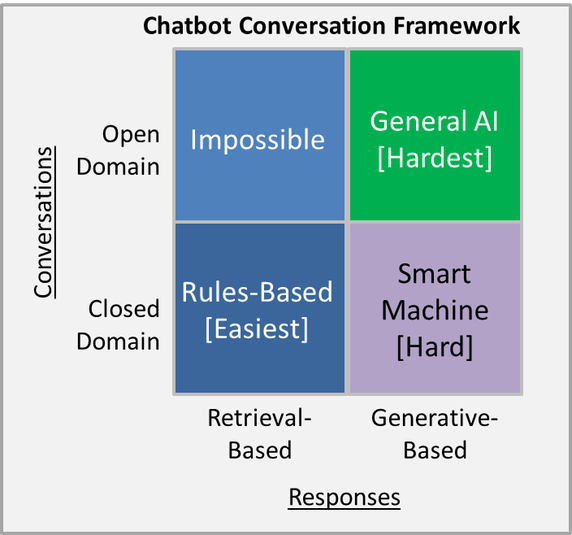 Chatbot Conversation Framework
Conversations
Open
Domain
Impossible
General AI
[Hardest]
Closed
Domain
Rules-Based
[Easiest]
Smart
Machine
[Hard]
Retrieval-
Based
Generative-
Based
Responses